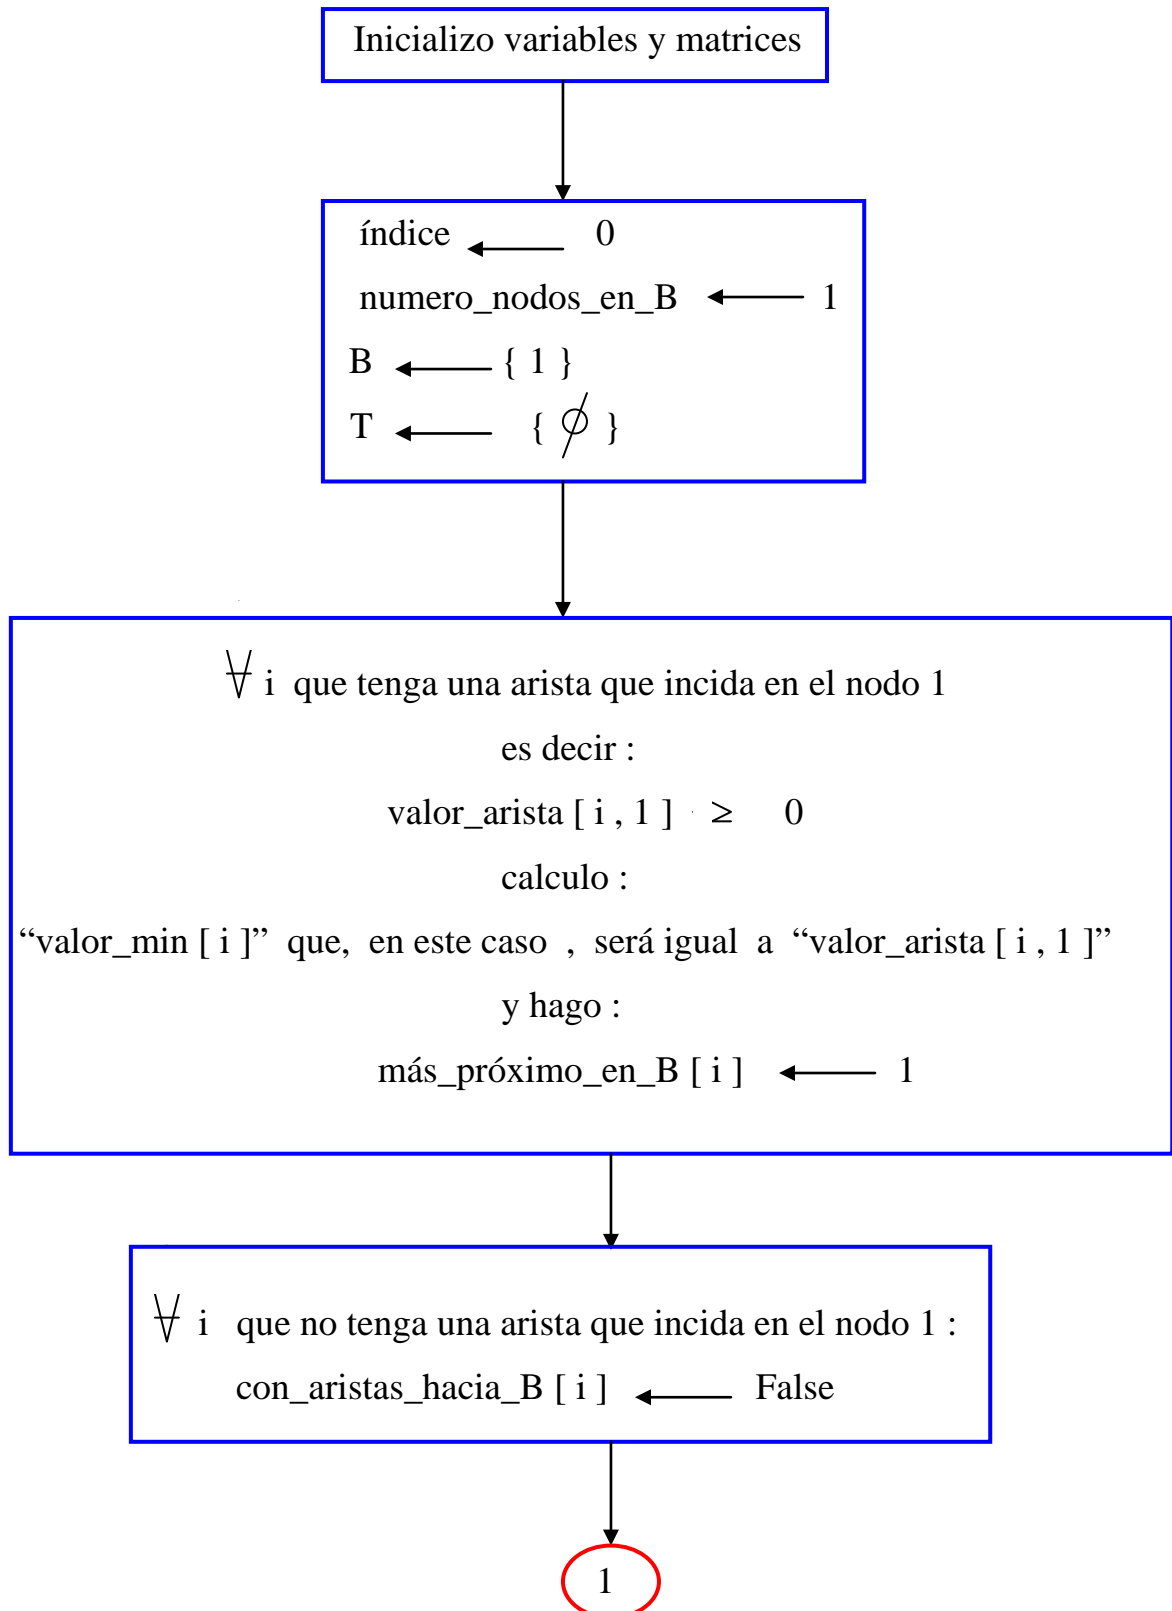 Inicializo variables y matrices
índice ← 0
numero_nodos_en_B ← 1
B ← { 1 }
T ← { ∅ }
∀ i que tenga una arista que incida en el nodo 1
es decir :
valor_arista [ i , 1 ] ≥ 0
calculo :
“valor_min [ i ]” que, en este caso , será igual a “valor_arista [ i , 1 ]”
y hago :
más_próximo_en_B [ i ] ← 1
∀ i que no tenga una arista que incida en el nodo 1 :
con_aristas_hacia_B [ i ] ← False
1